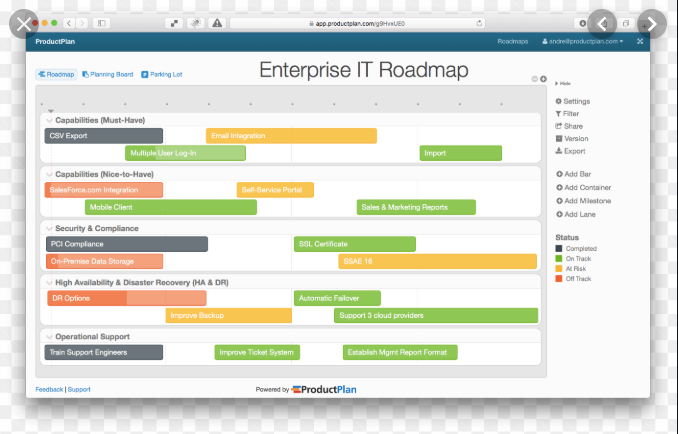 app.productplan.com/g9HvxUE0
ProductPlan
Roadmaps
andre@productplan.com
Roadmap
Planning Board
Parking Lot
Enterprise IT Roadmap
Hide
Capabilities (Must-Have)
CSV Export
Email Integration
Multiple User Log-In
Import
Capabilities (Nice-to-Have)
SalesForce.com Integration
Self-Service Portal
Mobile Client
Sales & Marketing Reports
Security & Compliance
PCI Compliance
SSL Certificate
On-Premise Data Storage
SSAE 16
High Availability & Disaster Recovery (HA & DR)
DR Options
Automatic Failover
Improve Backup
Support 3 cloud providers
Operational Support
Train Support Engineers
Improve Ticket System
Establish Mgmt Report Format
Settings
Filter
Share
Version
Export
Add Bar
Add Container
Add Milestone
Add Lane
Status
Completed
On Track
At Risk
Off Track
Feedback | Support
Powered by ProductPlan